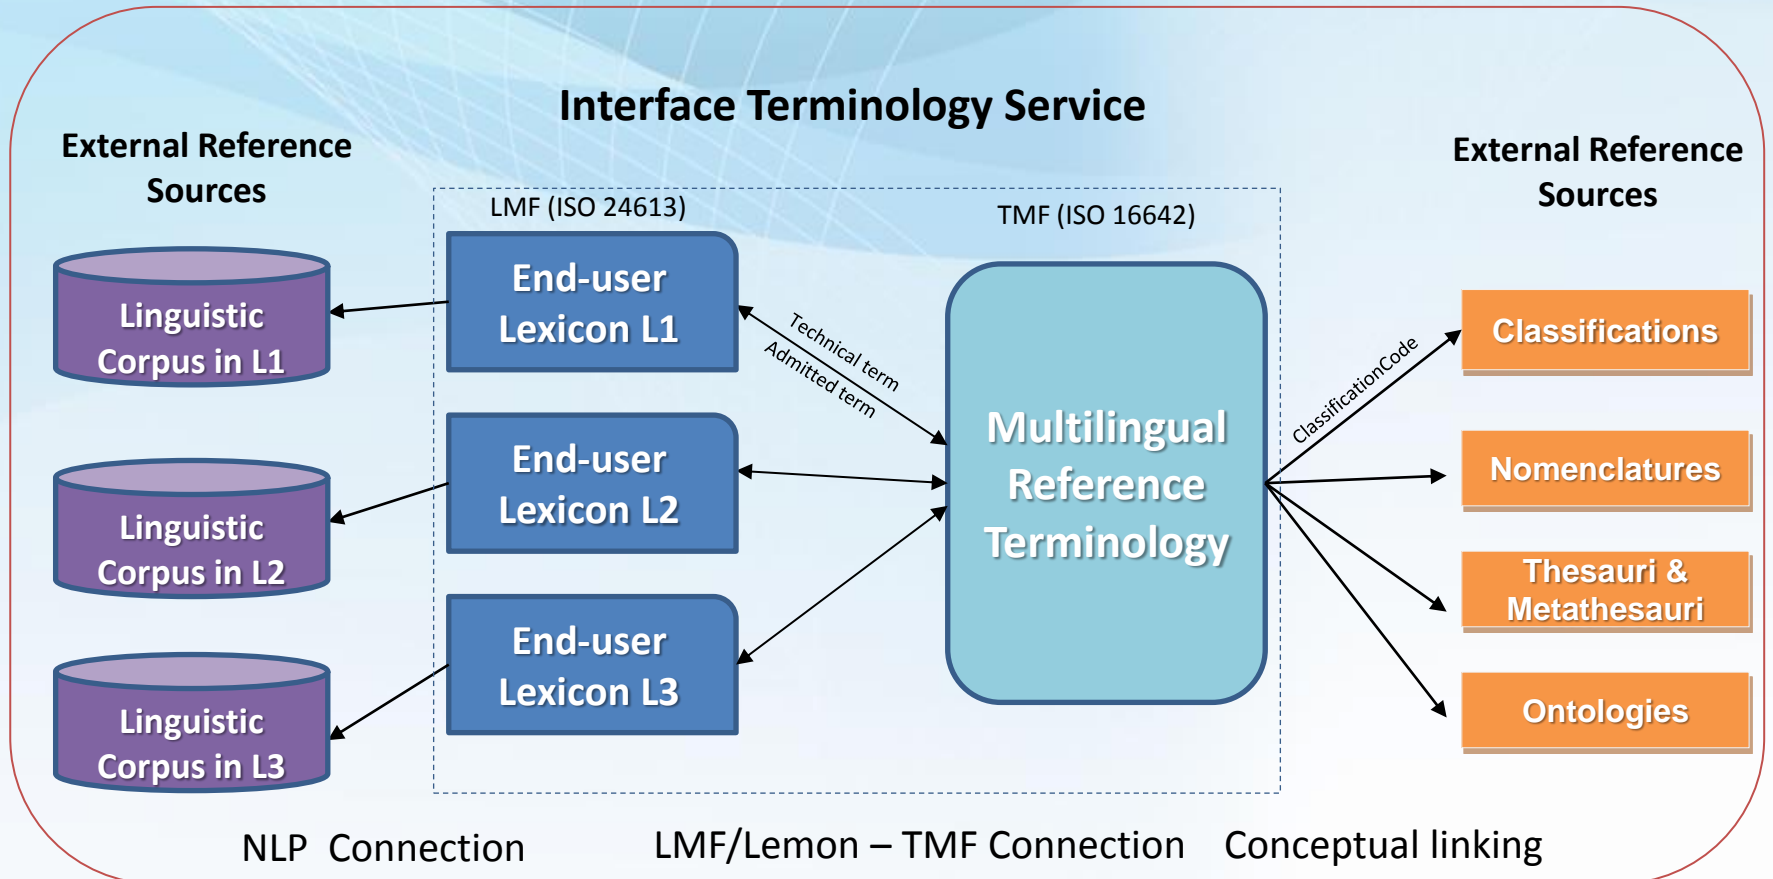 Interface Terminology Service
External Reference
Sources
Linguistic
Corpus in L1
Linguistic
Corpus in L2
Linguistic
Corpus in L3
LMF (ISO 24613)
End-user
Lexicon L1
End-user
Lexicon L2
End-user
Lexicon L3
Technical term
Admitted term
TMF (ISO 16642)
Multilingual
Reference
Terminology
ClassificationCode
External Reference
Sources
Classifications
Nomenclatures
Thesauri &
Metathesauri
Ontologies
NLP Connection
LMF/Lemon – TMF Connection
Conceptual linking